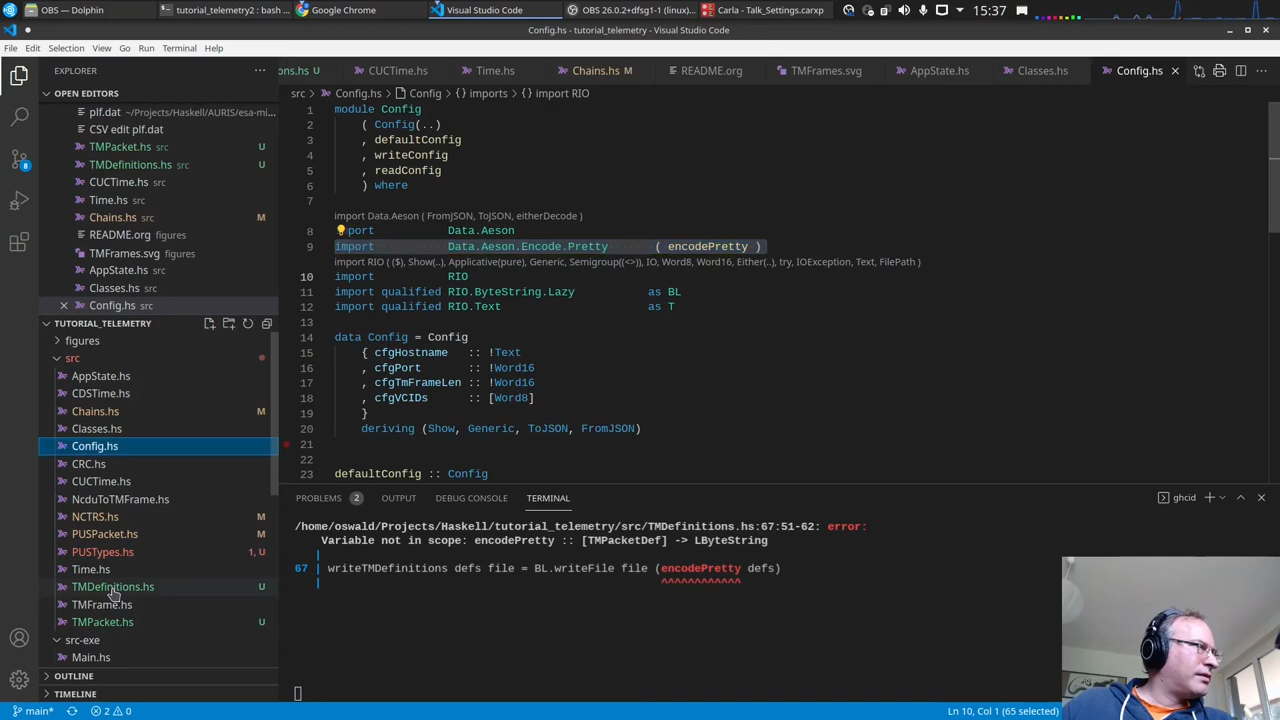 OBS — Dolphin
tutorial_telemetry2 : bash ...
Google Chrome
Visual Studio Code
OBS 26.0.2+dfsg1-1 (linux)...
Carla - Talk_Settings.carxp
15:37
Config.hs - tutorial_telemetry - Visual Studio Code
File Edit Selection View Go Run Terminal Help
EXPLORER
OPEN EDITORS
plf.dat ~/Projects/Haskell/AURIS/esa-mi...
CSV edit plf.dat
TMPacket.hs src U
TMDefinitions.hs src U
CUCTime.hs src
Time.hs src
Chains.hs src M
README.org figures
TMFrames.svg figures
AppState.hs src
Classes.hs src
Config.hs src
TUTORIAL_TELEMETRY
figures
src
AppState.hs
CDSTime.hs
Chains.hs M
Classes.hs
Config.hs
CRC.hs
CUCTime.hs
NcduToTMFrame.hs
NCTRS.hs M
PUSPacket.hs M
PUSTypes.hs 1, U
Time.hs
TMDefinitions.hs U
TMFrame.hs
TMPacket.hs U
src-exe
Main.hs
OUTLINE
TIMELINE
ons.hs U
CUCTime.hs
Time.hs
Chains.hs M
README.org
TMFrames.svg
AppState.hs
Classes.hs
Config.hs
src > Config.hs > Config > {} imports > {} import RIO
1 module Config
2 ( Config(..)
3 , defaultConfig
4 , writeConfig
5 , readConfig
6 ) where
7
import Data.Aeson ( FromJSON, ToJSON, eitherDecode )
8 import Data.Aeson
9 import Data.Aeson.Encode.Pretty ( encodePretty )
import RIO ( ($), Show(..), Applicative(pure), Generic, Semigroup((<>)), IO, Word8, Word16, Either(..), try, IOException, Text, FilePath )
10 import RIO
11 import qualified RIO.ByteString.Lazy as BL
12 import qualified RIO.Text as T
13
14 data Config = Config
15 { cfgHostname :: !Text
16 , cfgPort :: !Word16
17 , cfgTmFrameLen :: !Word16
18 , cfgVCIDs :: [Word8]
19 }
20 deriving (Show, Generic, ToJSON, FromJSON)
21
22
23 defaultConfig :: Config
PROBLEMS 2 OUTPUT DEBUG CONSOLE TERMINAL
ghcid
/home/oswald/Projects/Haskell/tutorial_telemetry/src/TMDefinitions.hs:67:51-62: error:
Variable not in scope: encodePretty :: [TMPacketDef] -> LByteString
|
67 | writeTMDefinitions defs file = BL.writeFile file (encodePretty defs)
| ^^^^^^^^^^^^
8
main*
2 0
Ln 10, Col 1 (65 selected)